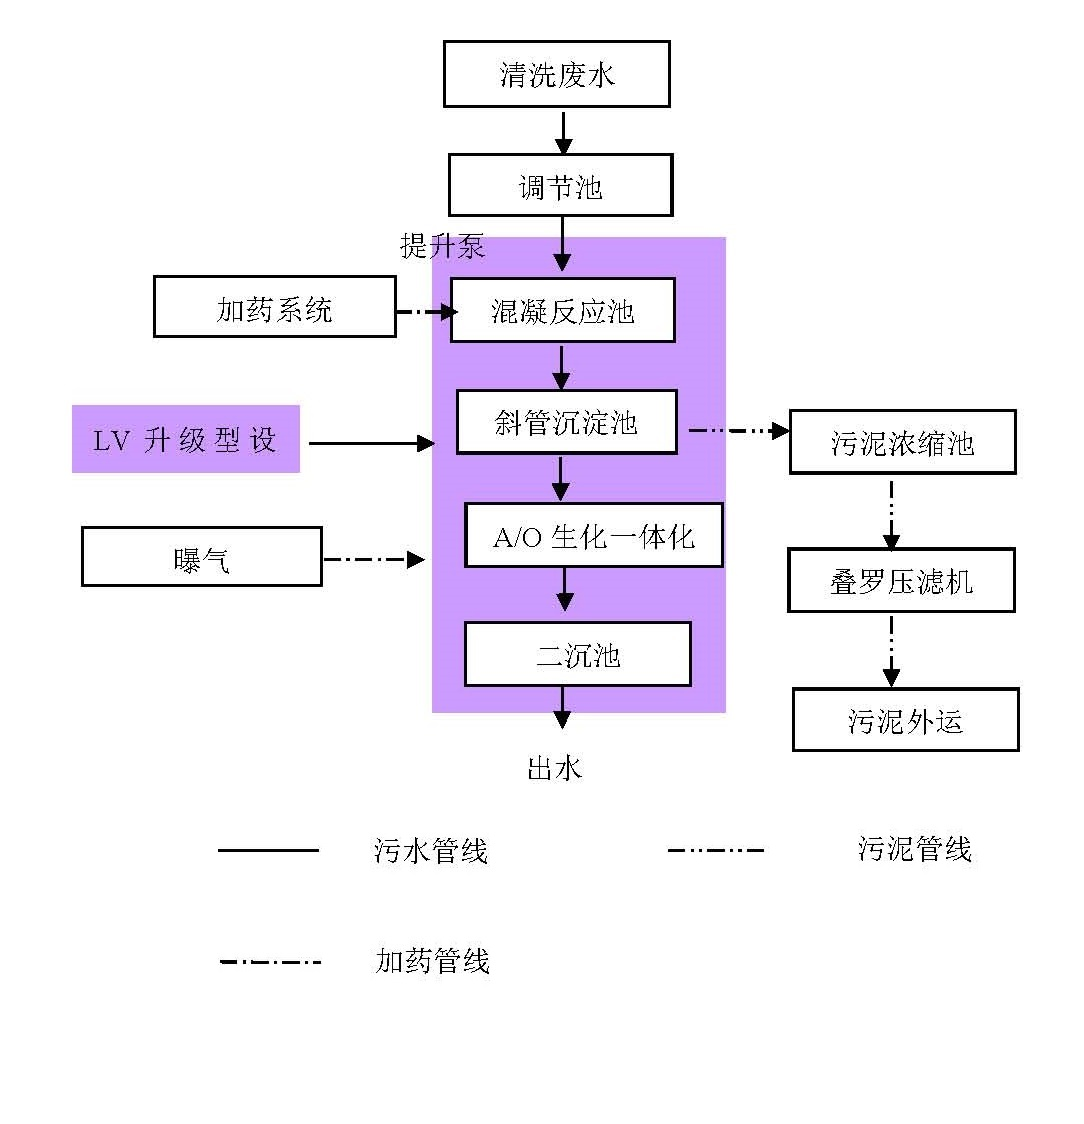 清洗废水
调节池
提升泵
加药系统
混凝反应池
斜管沉淀池
LV 升级型设
污泥浓缩池
A/O 生化一体化
曝气
叠罗压滤机
二沉池
污泥外运
出水
污水管线
污泥管线
加药管线